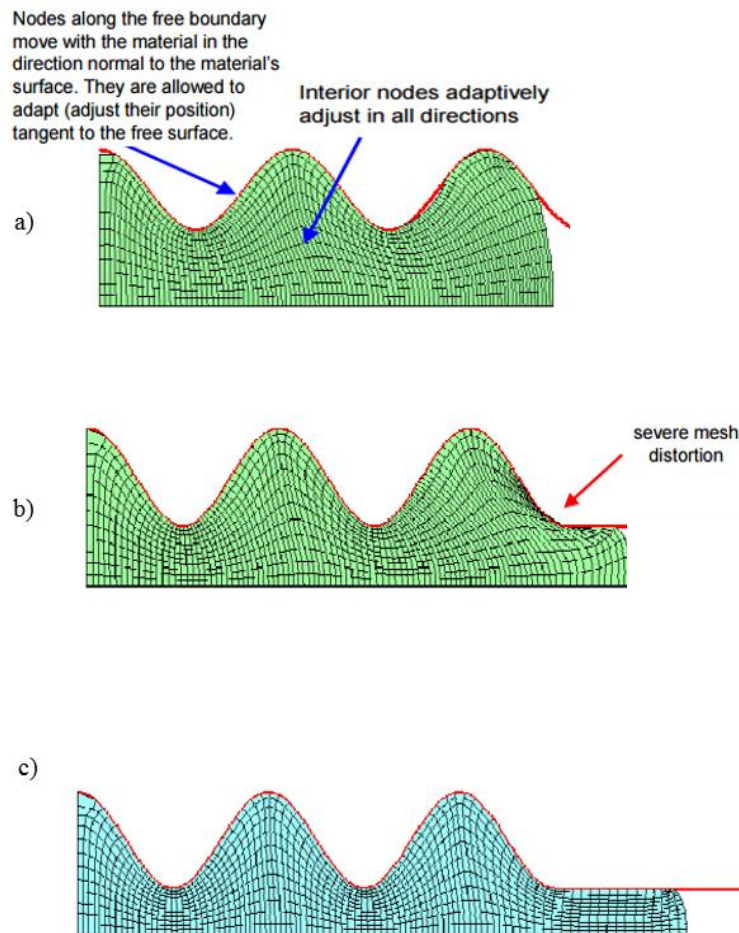 Nodes along the free boundary
move with the material in the
direction normal to the material's
surface. They are allowed to
adapt (adjust their position)
tangent to the free surface.
Interior nodes adaptively
adjust in all directions
a)
severe mesh
distortion
b)
c)